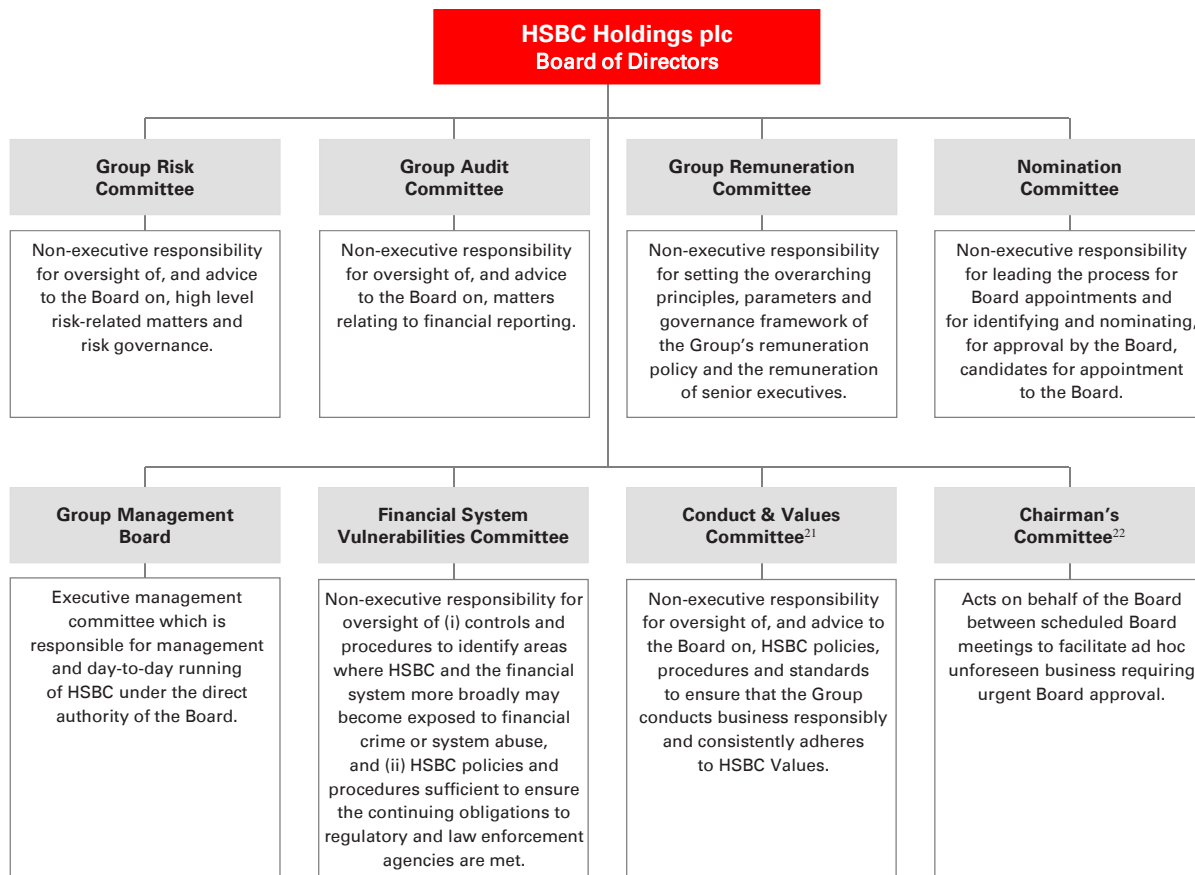 HSBC Holdings plc
Board of Directors
Group Risk
Committee
Non-executive responsibility
for oversight of, and advice
to the Board on, high level
risk-related matters and
risk governance.
Group Audit
Committee
Non-executive responsibility
for oversight of, and advice
to the Board on, matters
relating to financial reporting.
Group Remuneration
Committee
Non-executive responsibility
for setting the overarching
principles, parameters and
governance framework of
the Group’s remuneration
policy and the remuneration
of senior executives.
Nomination
Committee
Non-executive responsibility
for leading the process for
Board appointments and
for identifying and nominating,
for approval by the Board,
candidates for appointment
to the Board.
Group Management
Board
Executive management
committee which is
responsible for management
and day-to-day running
of HSBC under the direct
authority of the Board.
Financial System
Vulnerabilities Committee
Non-executive responsibility for
oversight of (i) controls and
procedures to identify areas
where HSBC and the financial
system more broadly may
become exposed to financial
crime or system abuse,
and (ii) HSBC policies and
procedures sufficient to ensure
the continuing obligations to
regulatory and law enforcement
agencies are met.
Conduct & Values
Committee²¹
Non-executive responsibility
for oversight of, and advice to
the Board on, HSBC policies,
procedures and standards
to ensure that the Group
conducts business responsibly
and consistently adheres
to HSBC Values.
Chairman’s
Committee²²
Acts on behalf of the Board
between scheduled Board
meetings to facilitate ad hoc
unforeseen business requiring
urgent Board approval.